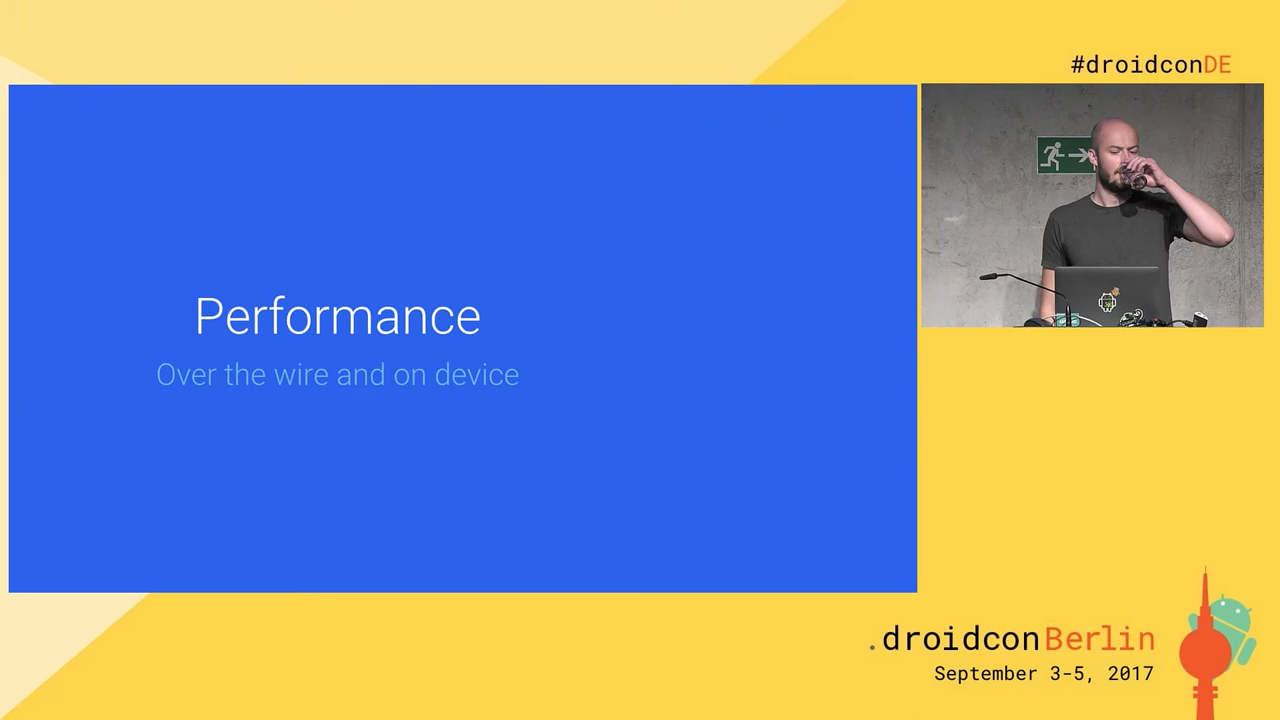 #droidconDE
Performance
Over the wire and on device
.droidconBerlin
September 3-5, 2017